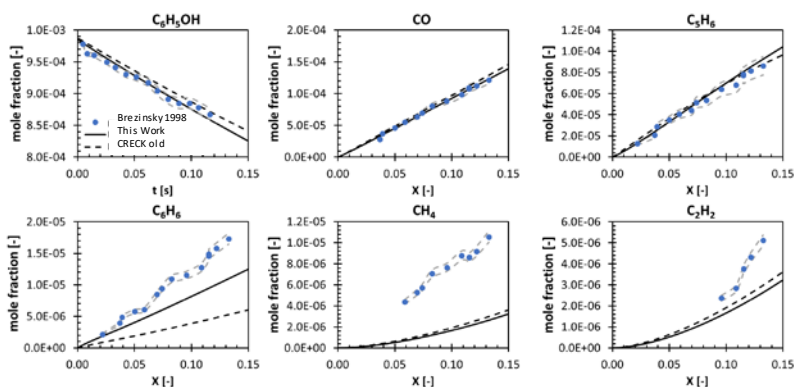 C₆H₅OH
mole fraction [-]
1.0E-03
9.5E-04
9.0E-04
8.5E-04
8.0E-04
Brezinsky 1998
This Work
CRECK old
0.00 0.05 0.10 0.15
t [s]
CO
mole fraction [-]
2.0E-04
1.5E-04
1.0E-04
5.0E-05
0.0E+00
0.00 0.05 0.10 0.15
X [-]
C₅H₆
mole fraction [-]
1.2E-04
1.0E-04
8.0E-05
6.0E-05
4.0E-05
2.0E-05
0.0E+00
0.00 0.05 0.10 0.15
X [-]
C₆H₆
mole fraction [-]
2.0E-05
1.5E-05
1.0E-05
5.0E-06
0.0E+00
0.00 0.05 0.10 0.15
X [-]
CH₄
mole fraction [-]
1.2E-05
1.0E-05
8.0E-06
6.0E-06
4.0E-06
2.0E-06
0.0E+00
0.00 0.05 0.10 0.15
X [-]
C₂H₂
mole fraction [-]
6.0E-06
5.0E-06
4.0E-06
3.0E-06
2.0E-06
1.0E-06
0.0E+00
0.00 0.05 0.10 0.15
X [-]